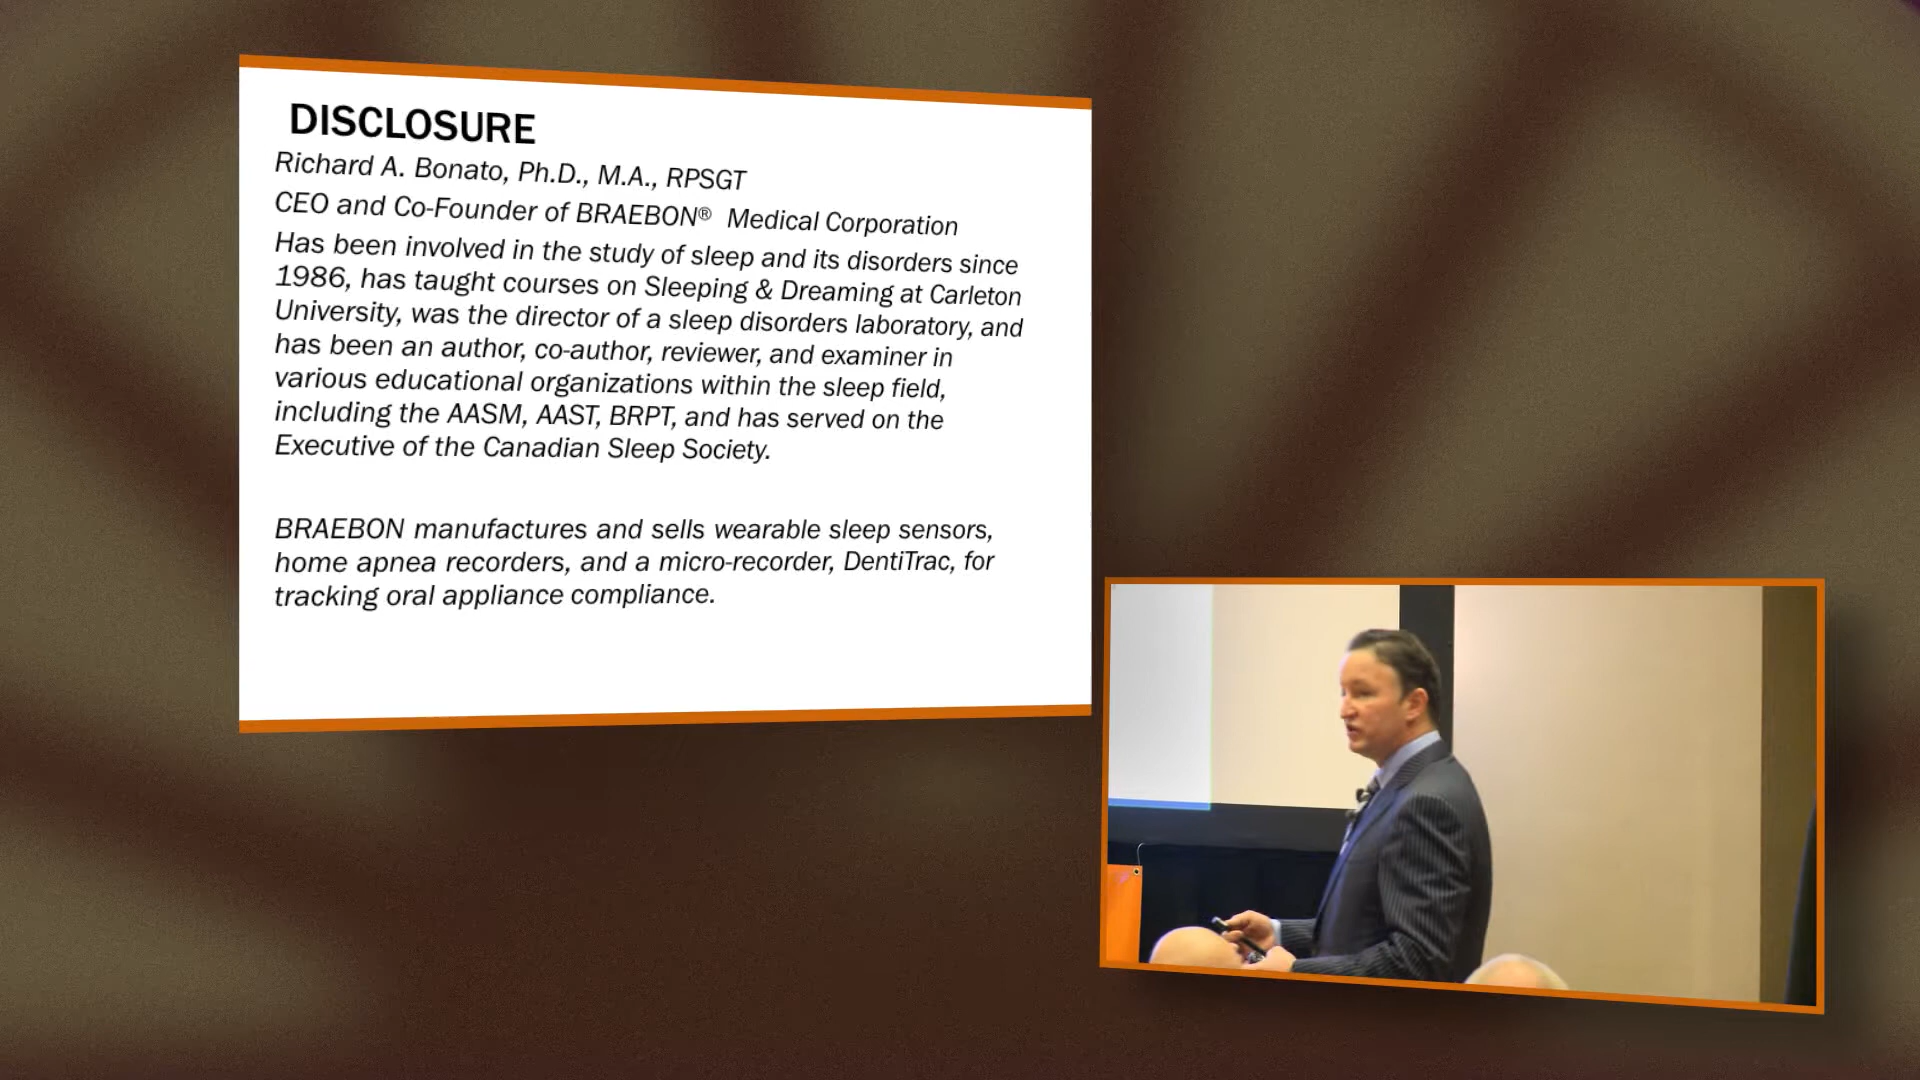 DISCLOSURE
Richard A. Bonato, Ph.D., M.A., RPSGT
CEO and Co-Founder of BRAEBON® Medical Corporation
Has been involved in the study of sleep and its disorders since
1986, has taught courses on Sleeping & Dreaming at Carleton
University, was the director of a sleep disorders laboratory, and
has been an author, co-author, reviewer, and examiner in
various educational organizations within the sleep field,
including the AASM, AAST, BRPT, and has served on the
Executive of the Canadian Sleep Society.
BRAEBON manufactures and sells wearable sleep sensors,
home apnea recorders, and a micro-recorder, DentiTrac, for
tracking oral appliance compliance.